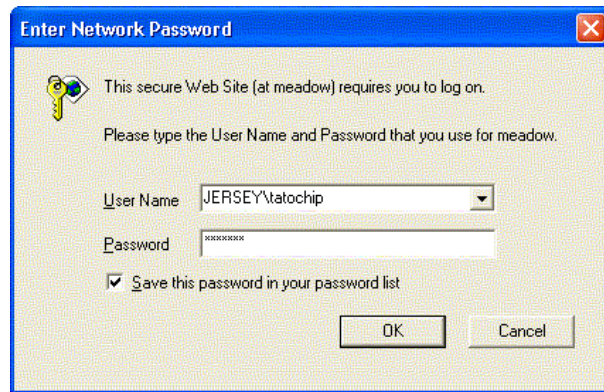 Enter Network Password
This secure Web Site (at meadow) requires you to log on.
Please type the User Name and Password that you use for meadow.
User Name JERSEY\tatochip
Password *******
Save this password in your password list
OK Cancel